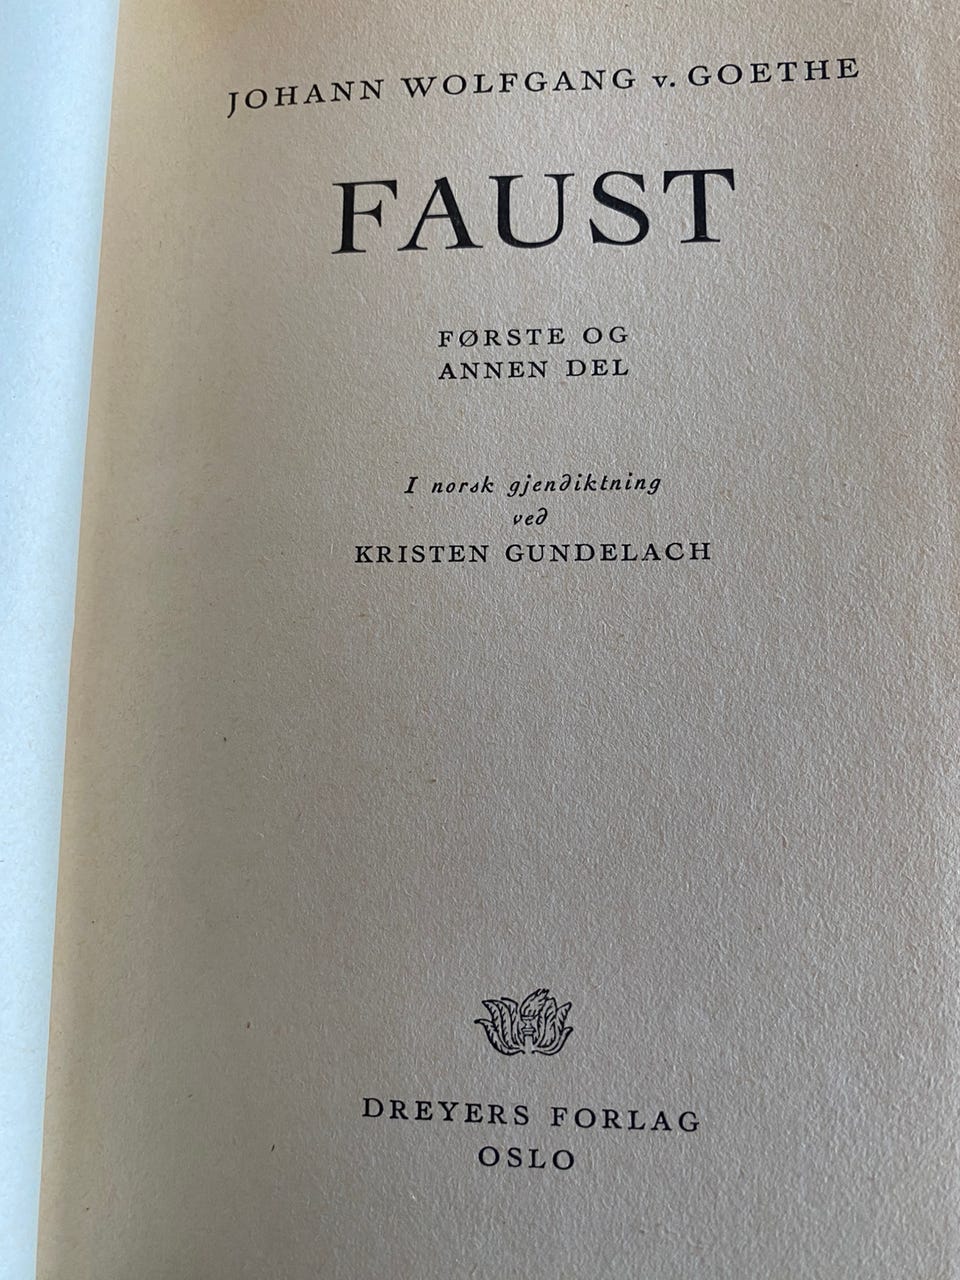 JOHANN WOLFGANG v. GOETHE
FAUST
FØRSTE OG
ANNEN DEL
I norsk gjendiktning
ved
KRISTEN GUNDELACH
DREYERS FORLAG
OSLO